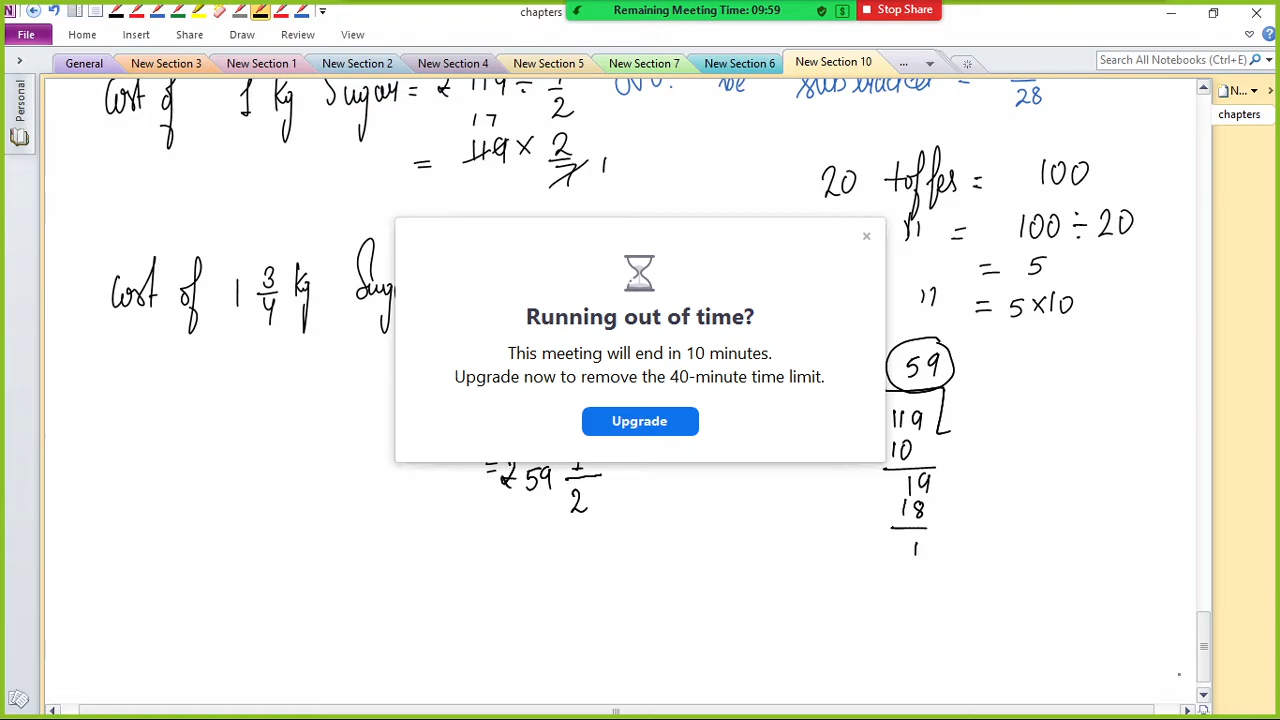 chapters
Remaining Meeting Time: 09:59
$
Stop Share
File
Home
Insert
Share
Draw
Review
View
General
New Section 3
New Section 1
New Section 2
New Section 4
New Section 5
New Section 7
New Section 6
New Section 10
...
Search All Notebooks (Ctrl+E)
Personal
N...
chapters
Cost of 1 Kg Sugar =
2
be subtracted =
28
17
= 119 × 2
7 1
20 toffes = 100
" = 100 ÷ 20
= 5
" = 5×10
Cost of 1 3/4 Kg
Running out of time?
This meeting will end in 10 minutes.
Upgrade now to remove the 40-minute time limit.
Upgrade
59
119
10
19
18
1
= ₹ 59
2